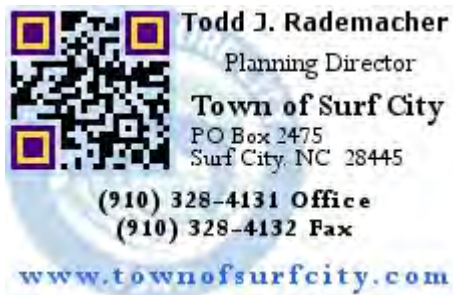 Todd J. Rademacher
Planning Director
Town of Surf City
PO Box 2475
Surf City, NC 28445
(910) 328-4131 Office
(910) 328-4132 Fax
www.townofsurfcity.com